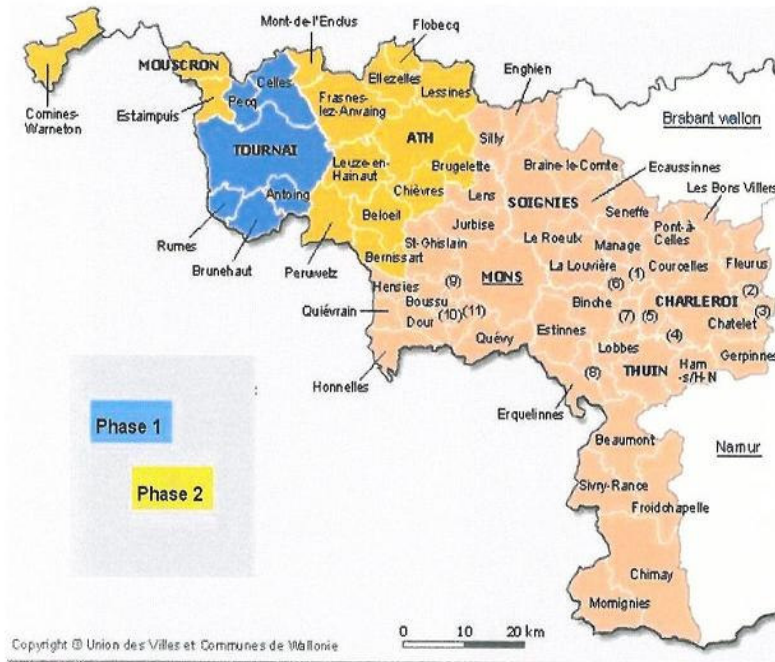 Mont-de-l'Enclus
Flobecq
MOUSCRON
Celles
Ellezelles
Enghien
Comines-
Warneton
Estaimpuis
Pecq
Frasnes-
lez-Anvaing
Lessines
Brabant wallon
TOURNAI
ATH
Silly
Leuze-en-
Hainaut
Brugelette
Braine-le-Comte
Ecaussinnes
Antoing
Chièvres
Lens
SOIGNIES
Les Bons Villes
Rumes
Beloeil
Jurbise
Seneffe
Pont-à-
Celles
Brunehaut
Peruwelz
Bernissart
St-Ghislain
Le Roeulx
Manage
Fleurus
Hensies
(9)
MONS
La Louvière
(6)
(1)
Courcelles
(2)
Quiévrain
Boussu
Dour
(10)
(11)
Binche
(7)
(5)
CHARLEROI
(3)
Quévy
Estinnes
(4)
Chatelet
Honnelles
Lobbes
(8)
THUIN
Ham
-s/H-N
Gerpinnes
Erquelinnes
Phase 1
Phase 2
Beaumont
Namur
Sivry-Rance
Froidchapelle
Chimay
Momignies
Copyright © Union des Villes et Communes de Wallonie
0 10 20 km